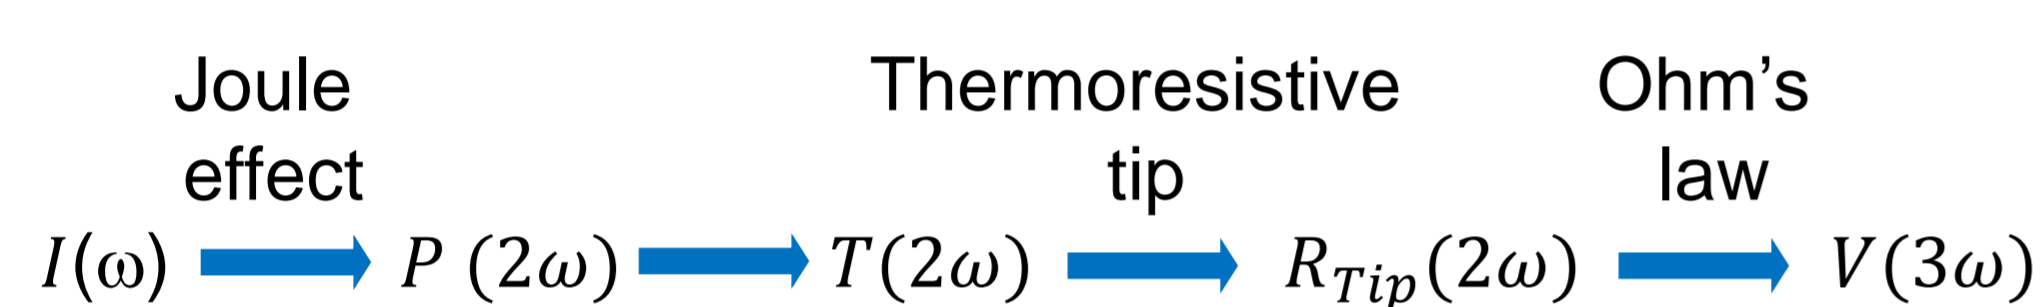 Joule Thermoresistive Ohm’s
effect tip law
I(ω) P (2ω) T(2ω) R_Tip(2ω) V(3ω)